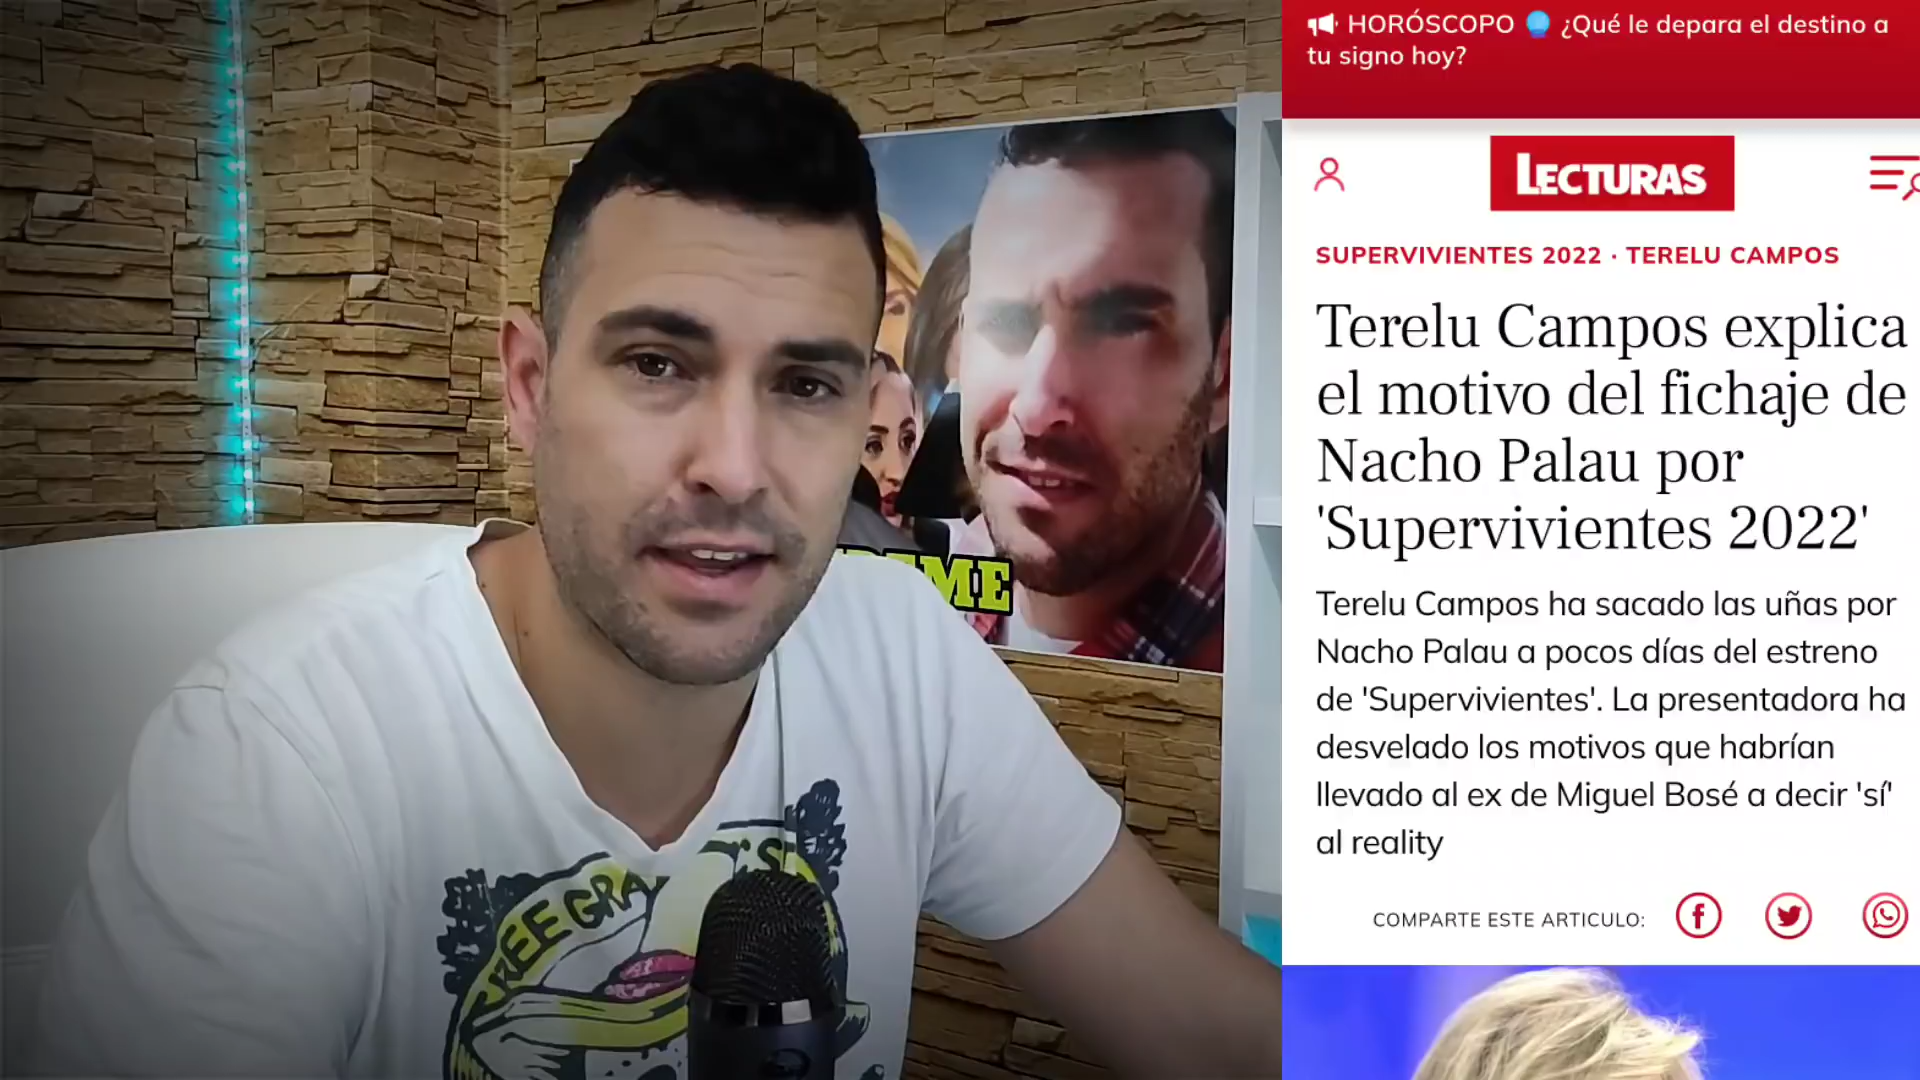 HORÓSCOPO ¿Qué le depara el destino a
tu signo hoy?
LECTURAS
SUPERVIVIENTES 2022 · TERELU CAMPOS
Terelu Campos explica
el motivo del fichaje de
Nacho Palau por
'Supervivientes 2022'
Terelu Campos ha sacado las uñas por
Nacho Palau a pocos días del estreno
de 'Supervivientes'. La presentadora ha
desvelado los motivos que habrían
llevado al ex de Miguel Bosé a decir 'sí'
al reality
COMPARTE ESTE ARTICULO: